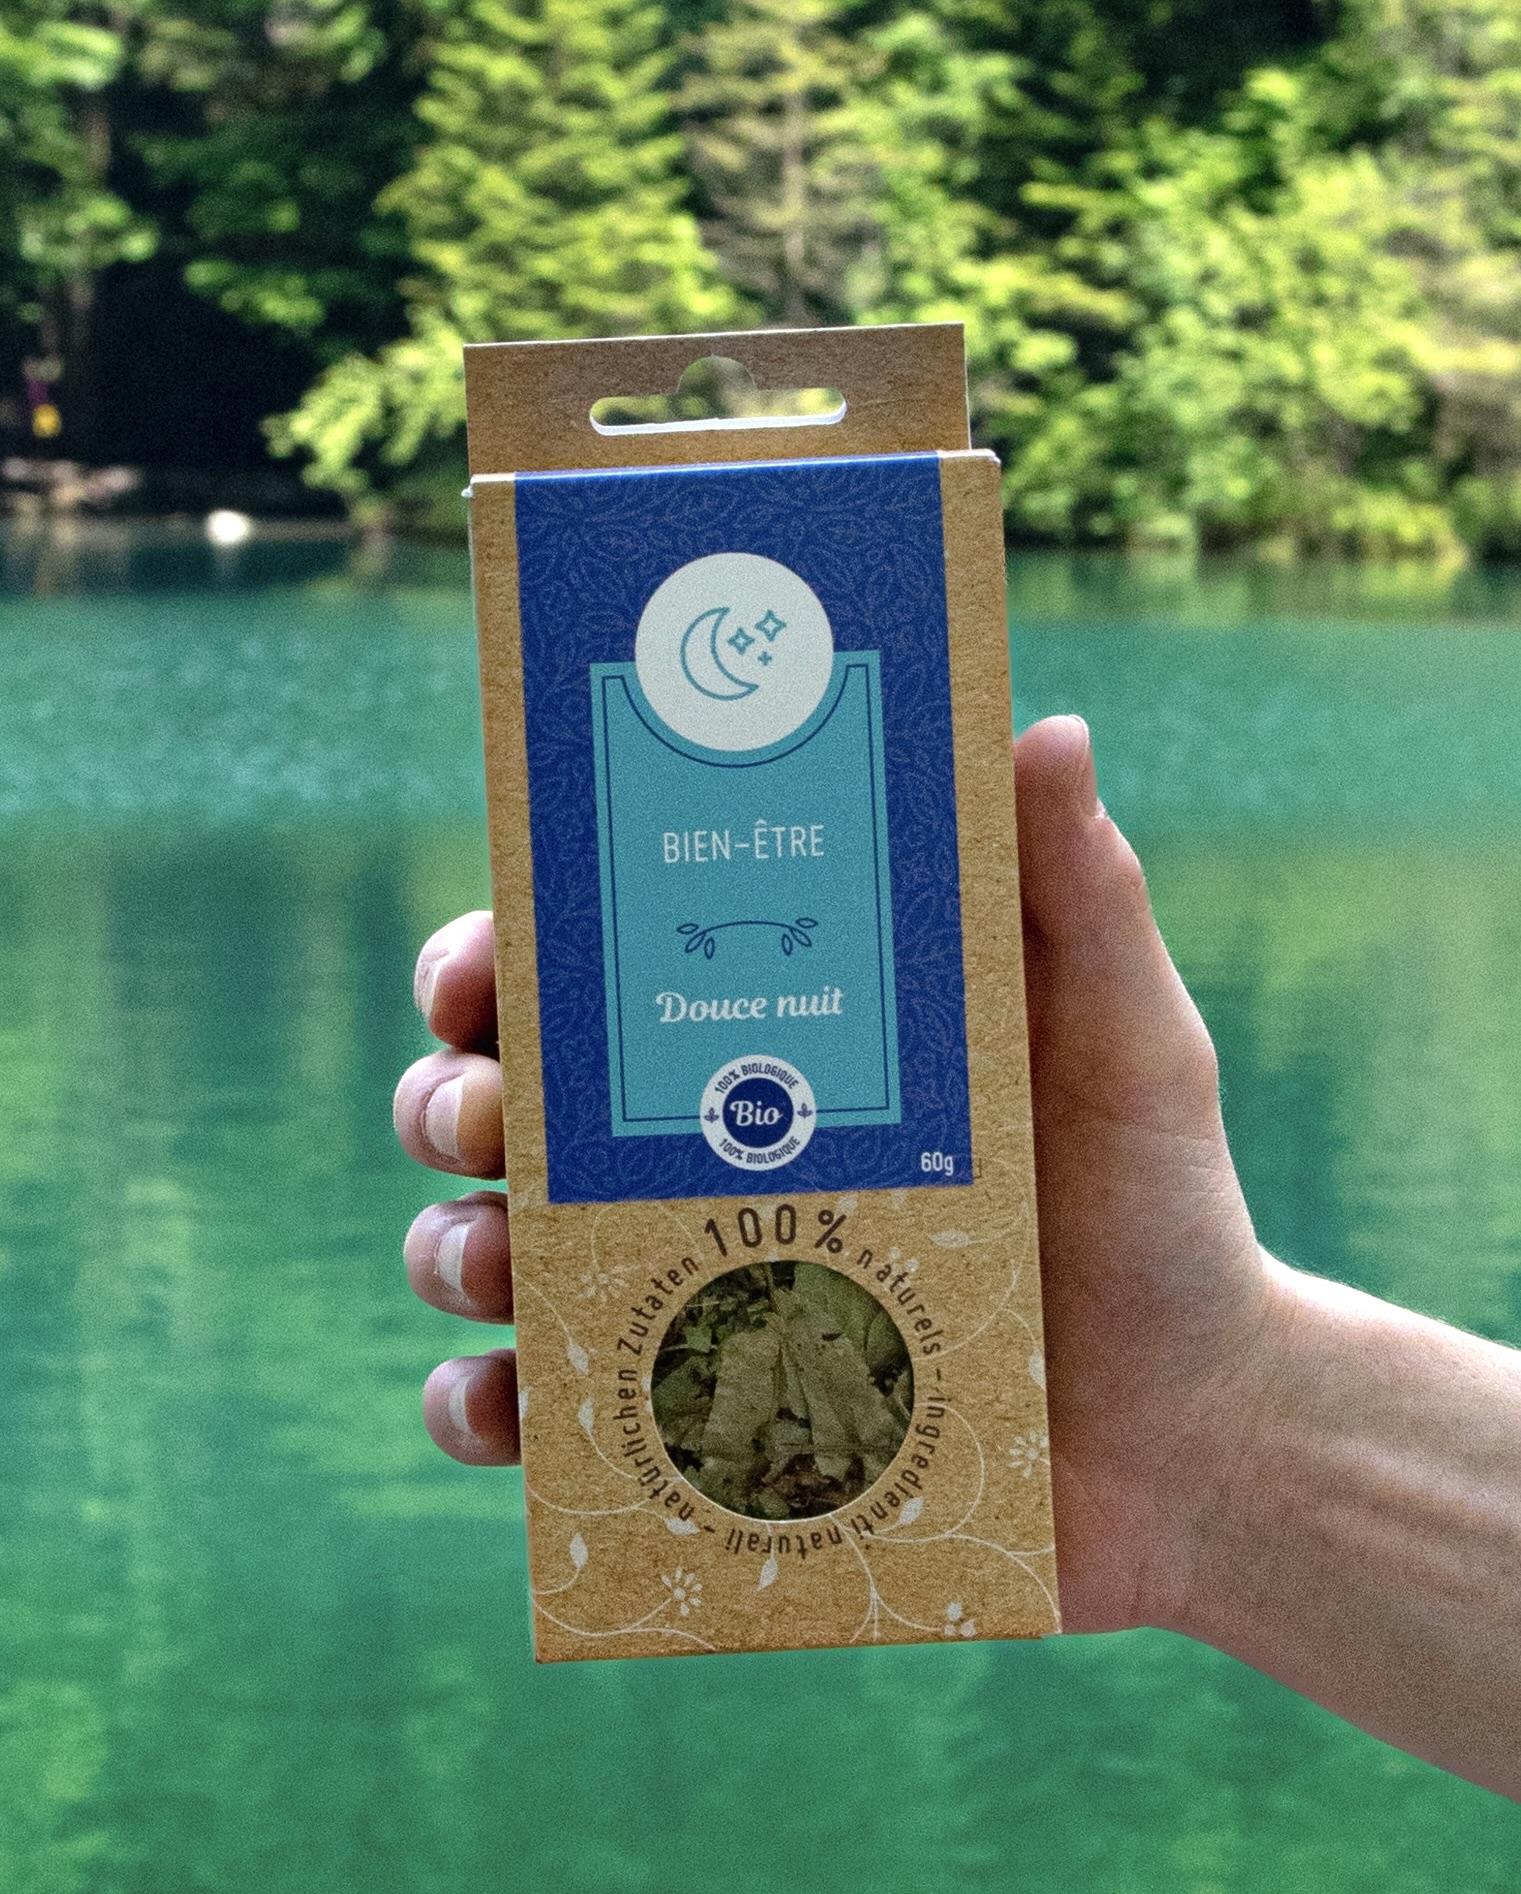 BIEN-ÊTRE
Douce nuit
100% BIOLOGIQUE
Bio
100% BIOLOGIQUE
60g
100% naturels - ingredienti naturali - natürlichen Zutaten